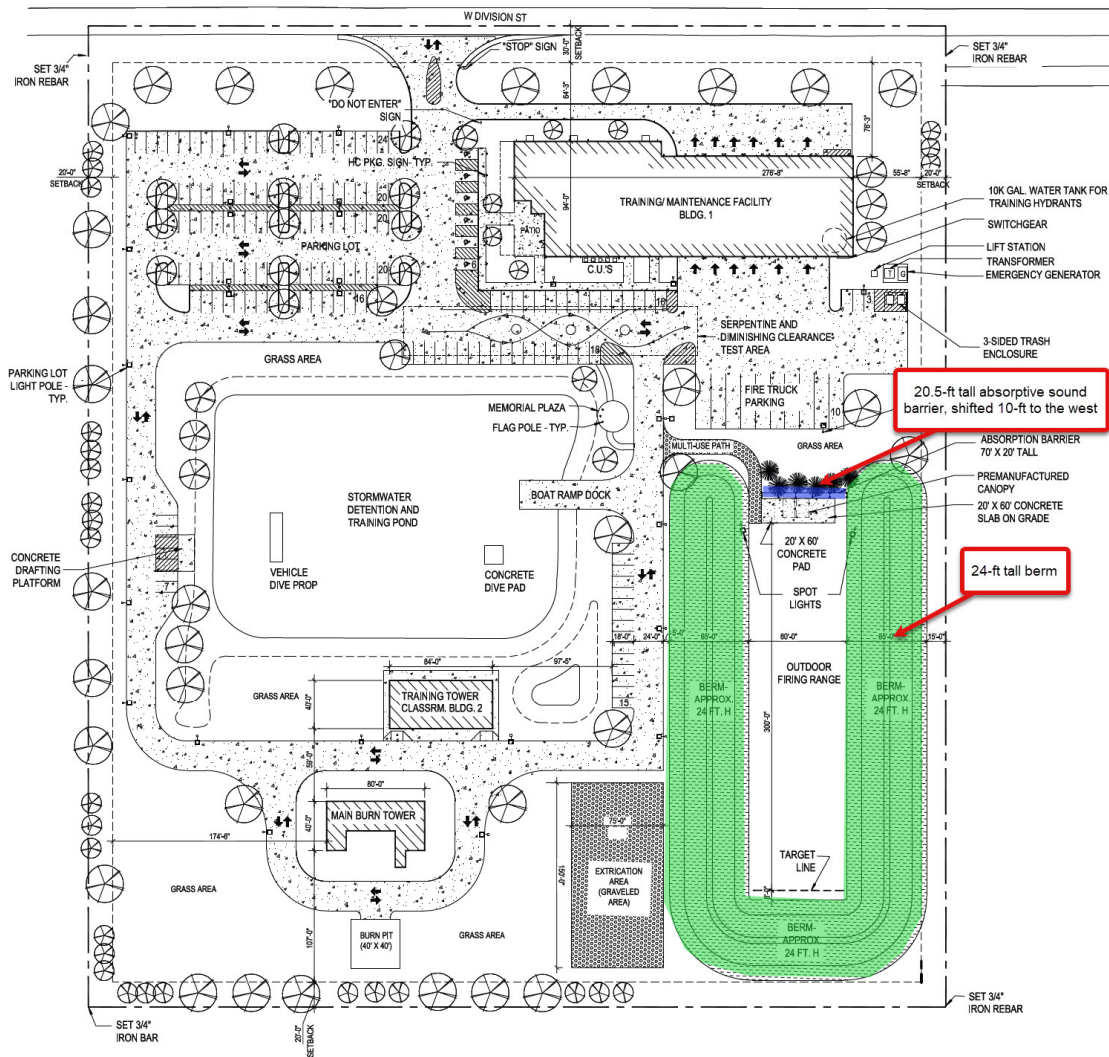 W DIVISION ST
SET 3/4"
IRON REBAR
"STOP" SIGN
30'-0"
SETBACK
SET 3/4"
IRON REBAR
64'-3"
"DO NOT ENTER"
SIGN
76'-3"
24
HC PKG. SIGN- TYP.
20'-0"
SETBACK
276'-8"
55'-8"
20'-0"
SETBACK
20
20
94'-0"
TRAINING/ MAINTENANCE FACILITY
BLDG. 1
10K GAL. WATER TANK FOR
TRAINING HYDRANTS
SWITCHGEAR
PATIO
PARKING LOT
LIFT STATION
TRANSFORMER
EMERGENCY GENERATOR
T
G
C.U.'S
6
20
16
16
3
SERPENTINE AND
DIMINISHING CLEARANCE
TEST AREA
3-SIDED TRASH
ENCLOSURE
GRASS AREA
18
PARKING LOT
LIGHT POLE -
TYP.
FIRE TRUCK
PARKING
10
20.5-ft tall absorptive sound
barrier, shifted 10-ft to the west
MEMORIAL PLAZA
FLAG POLE - TYP.
MULTI-USE PATH
GRASS AREA
ABSORPTION BARRIER
70' X 20' TALL
PREMANUFACTURED
CANOPY
20' X 60' CONCRETE
SLAB ON GRADE
STORMWATER
DETENTION AND
TRAINING POND
BOAT RAMP DOCK
20' X 60'
CONCRETE
PAD
CONCRETE
DRAFTING
PLATFORM
7
VEHICLE
DIVE PROP
CONCRETE
DIVE PAD
SPOT
LIGHTS
24-ft tall berm
18'-0"
24'-0"
5'-0"
65'-0"
80'-0"
65'-0"
15'-0"
84'-0"
97'-5"
GRASS AREA
40'-0"
TRAINING TOWER
CLASSRM. BLDG. 2
15
BERM-
APPROX.
24 FT. H
OUTDOOR
FIRING RANGE
BERM-
APPROX.
24 FT. H
300'-0"
59'-0"
80'-0"
40'-0"
MAIN BURN TOWER
174'-6"
75'-0"
150'-0"
EXTRICATION
AREA
(GRAVELED
AREA)
TARGET
LINE
GRASS AREA
107'-0"
BURN PIT
(40' X 40')
GRASS AREA
BERM-
APPROX.
24 FT. H
SET 3/4"
IRON BAR
20'-0"
SETBACK
SET 3/4"
IRON REBAR